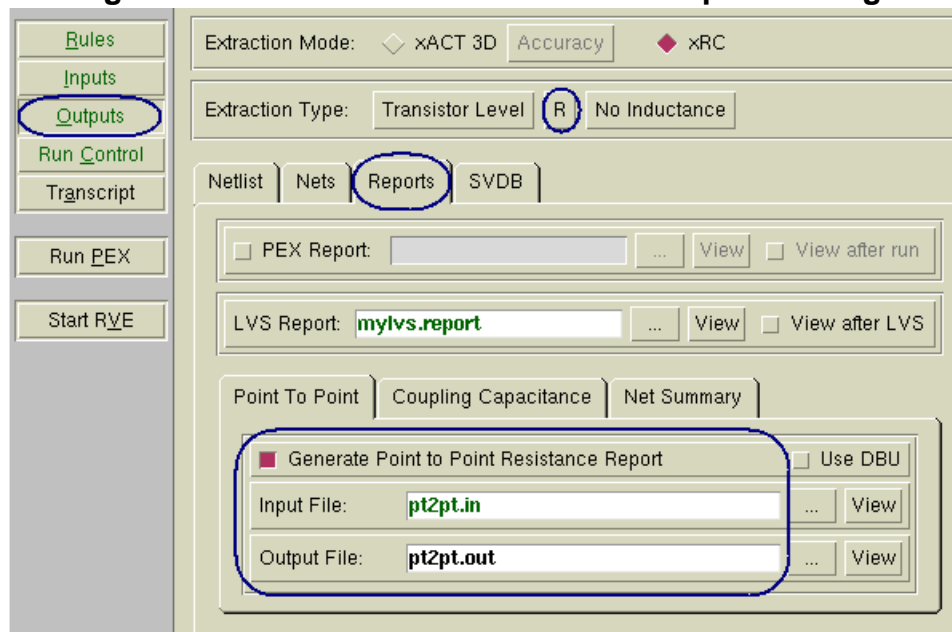 Rules
Inputs
Outputs
Run Control
Transcript
Run PEX
Start RVE
Extraction Mode: xACT 3D Accuracy xRC
Extraction Type: Transistor Level R No Inductance
Netlist Nets Reports SVDB
PEX Report: ... View View after run
LVS Report: mylvs.report ... View View after LVS
Point To Point Coupling Capacitance Net Summary
Generate Point to Point Resistance Report Use DBU
Input File: pt2pt.in ... View
Output File: pt2pt.out ... View